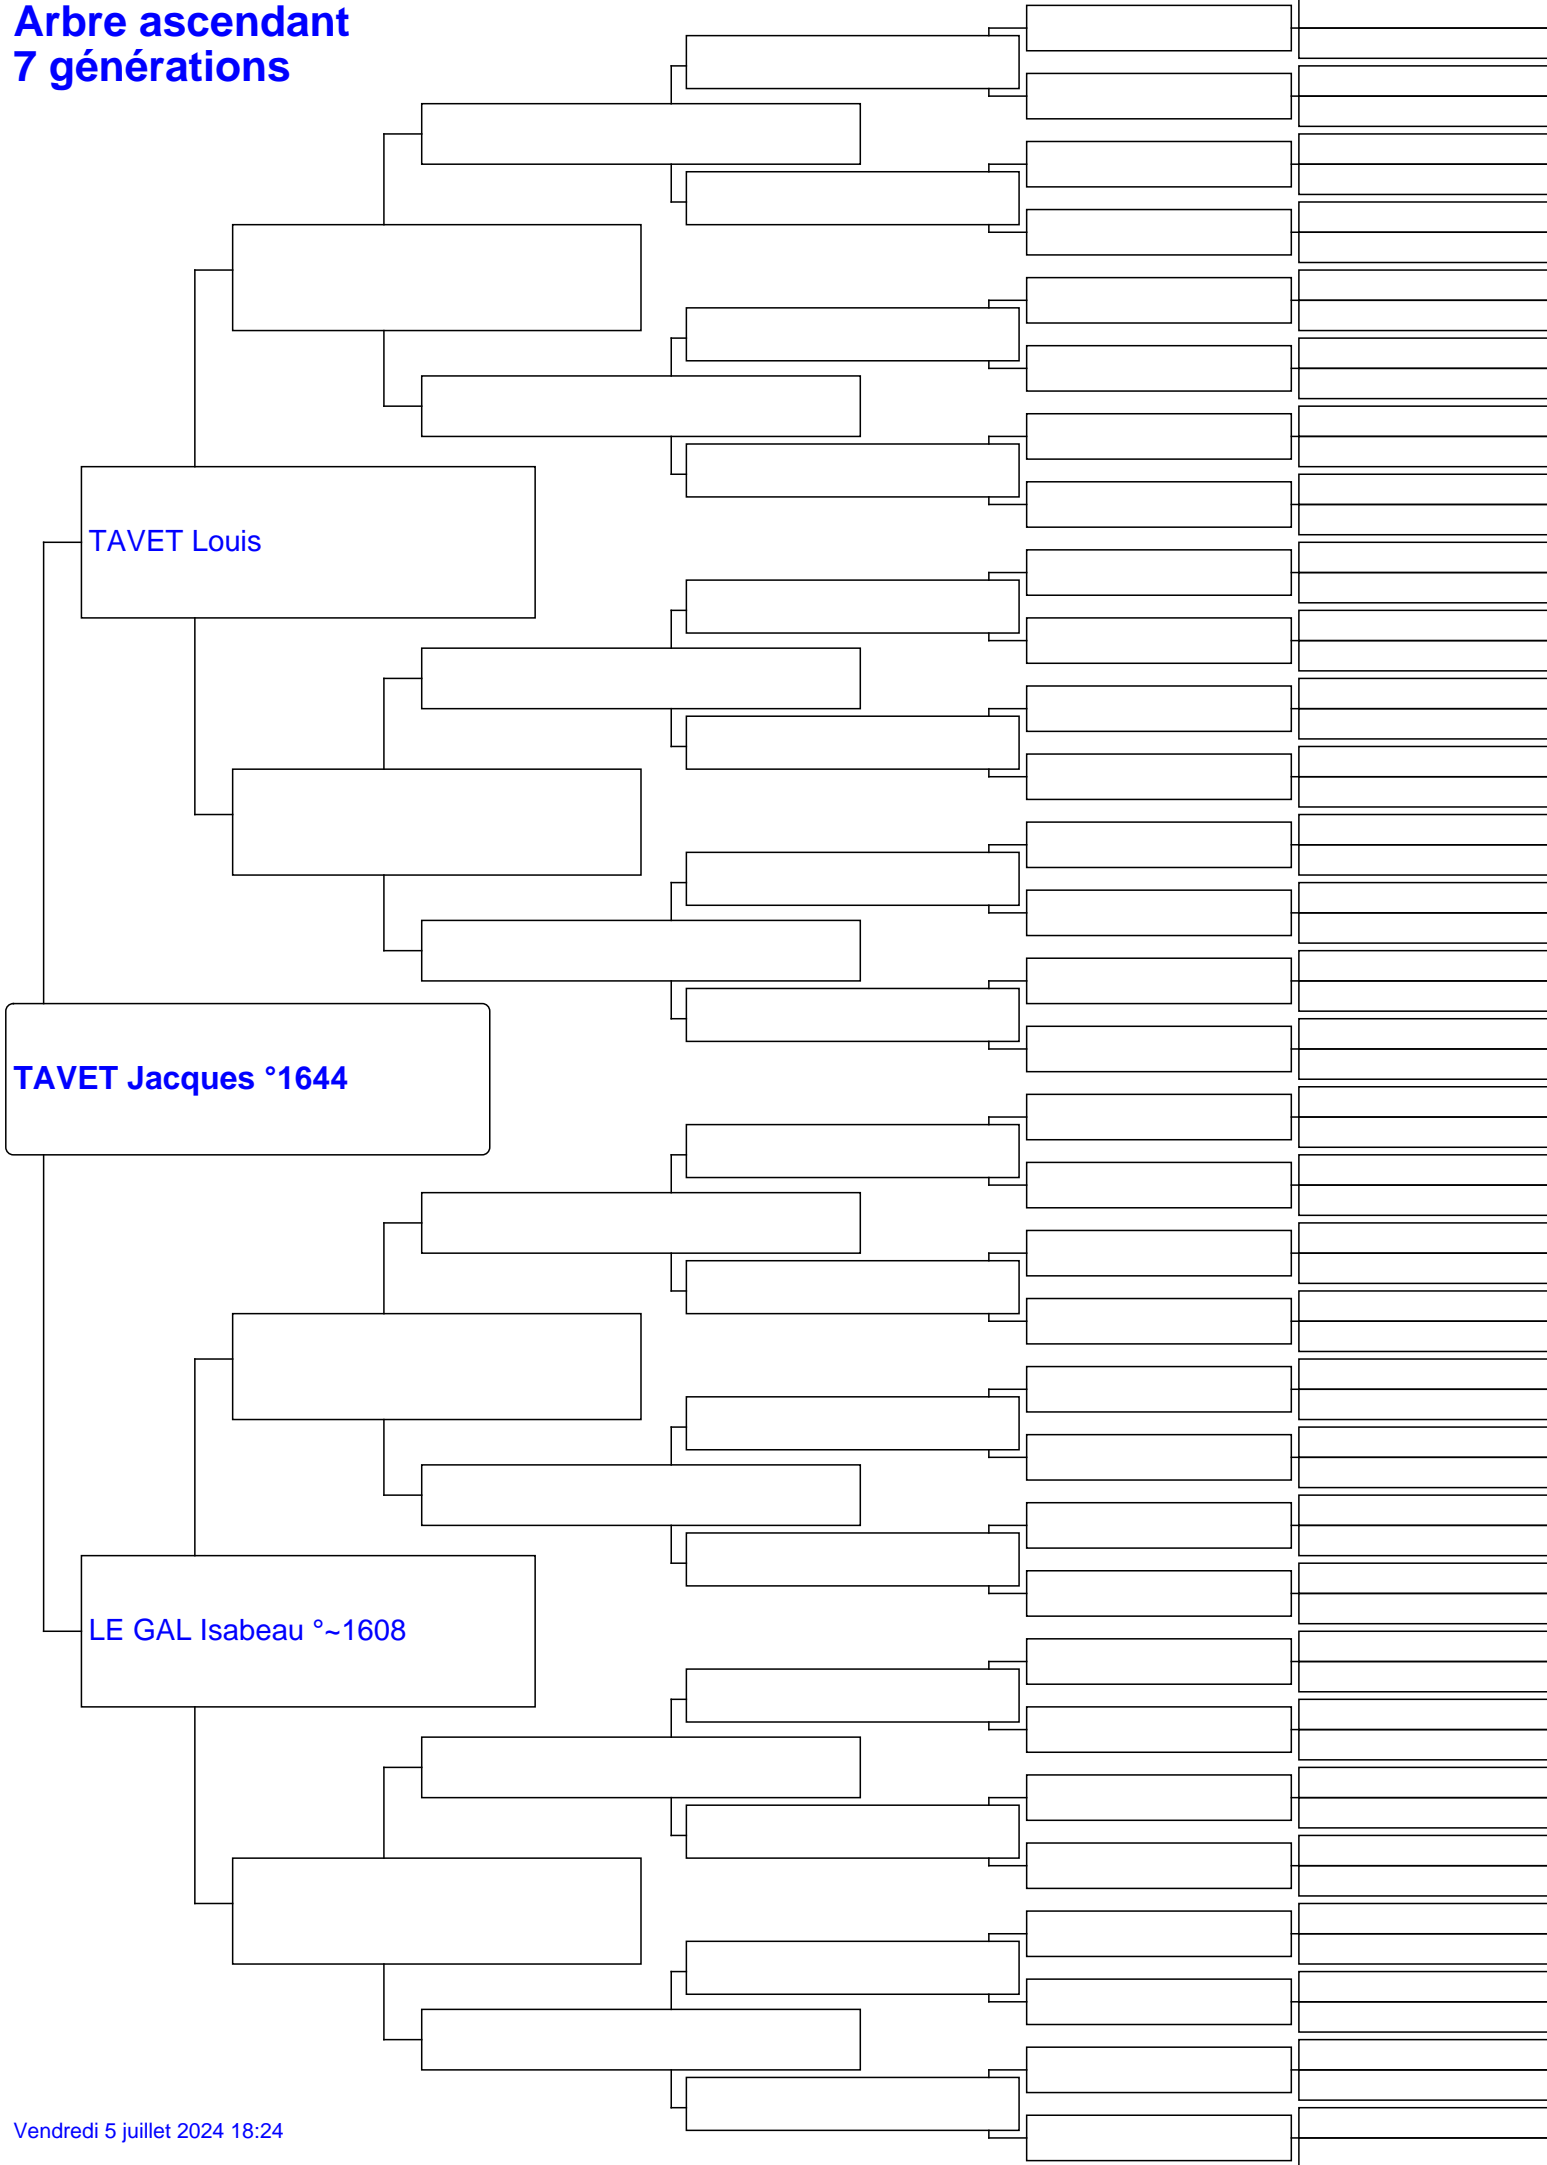 Arbre ascendant
7 générations
TAVET Louis
TAVET Jacques °1644
LE GAL Isabeau °~1608
Vendredi 5 juillet 2024 18:24